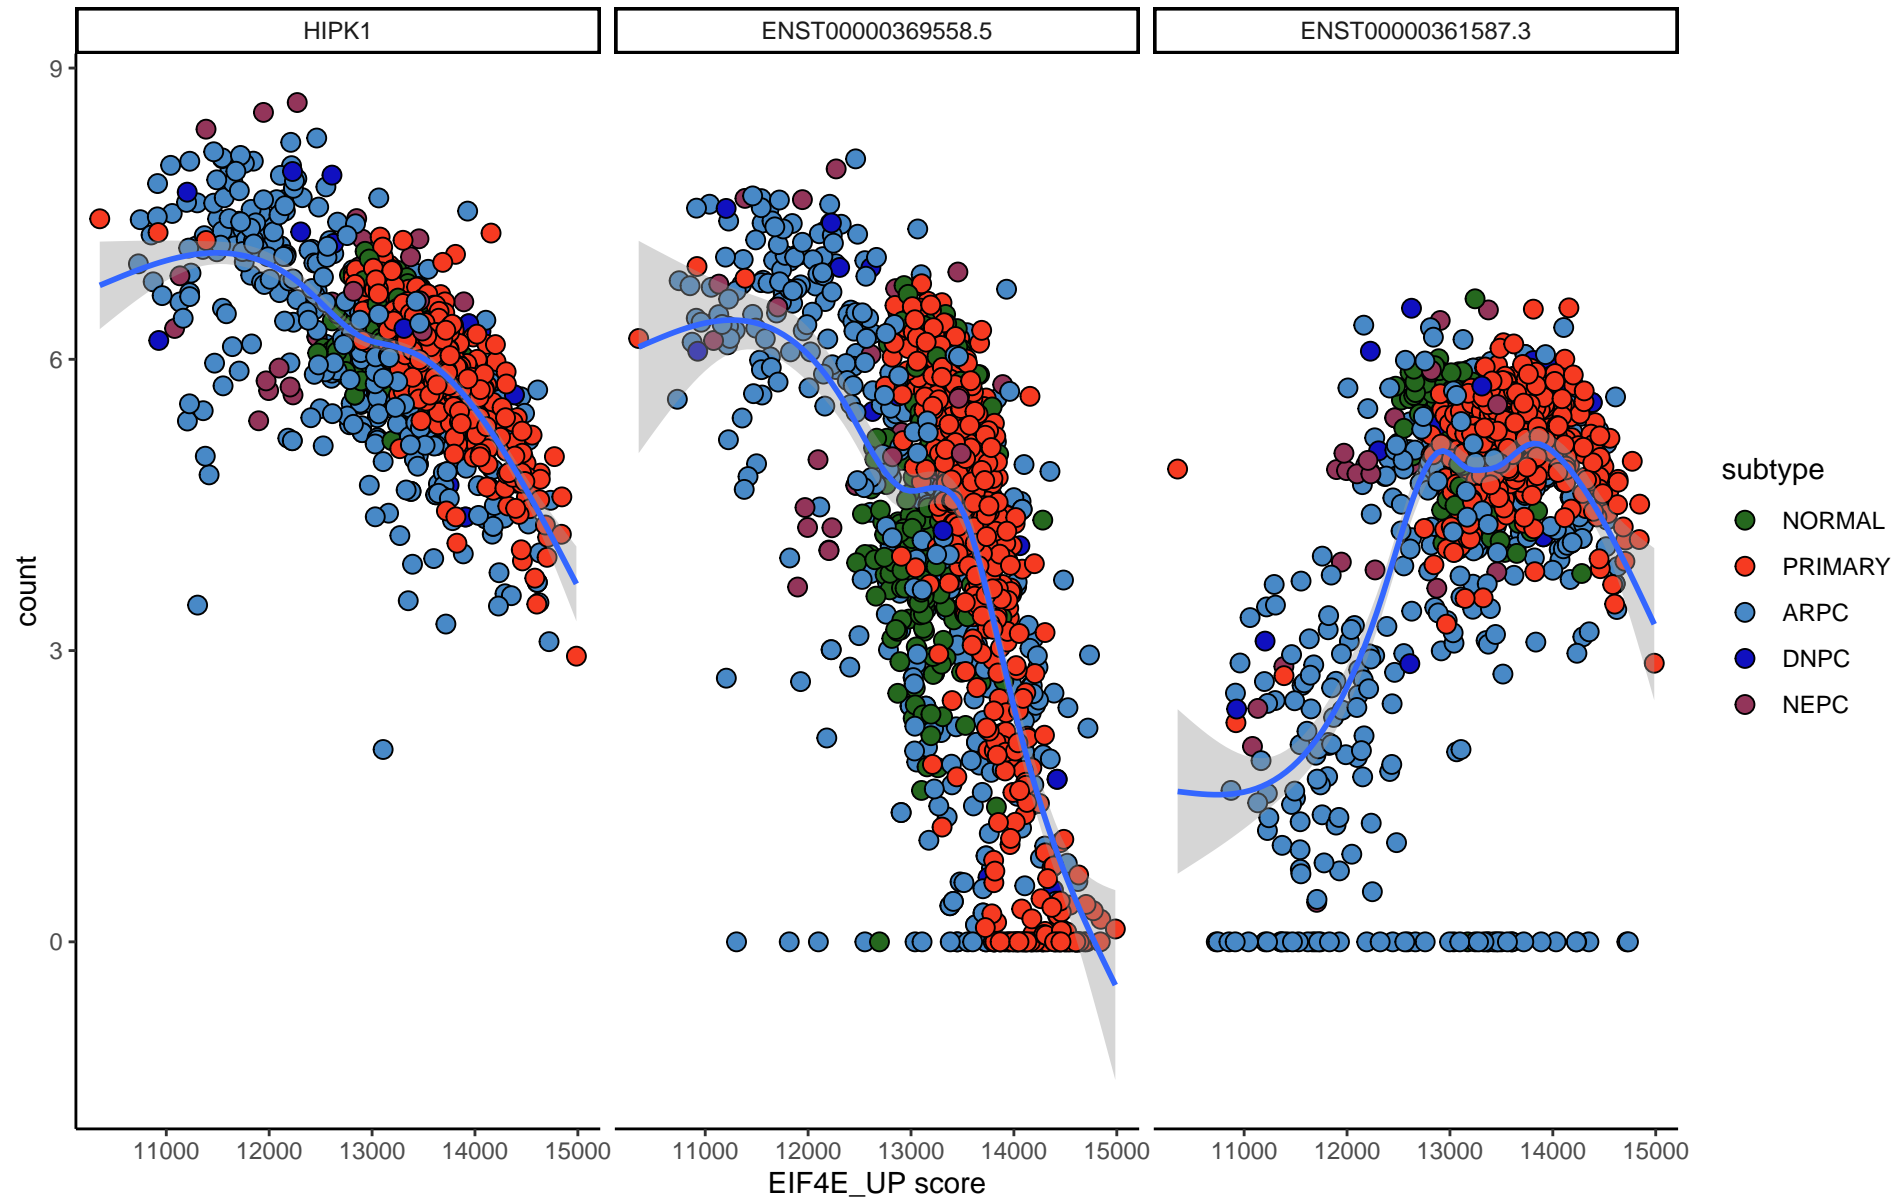 HIPK1 ENST00000369558.5 ENST00000361587.3
9
6
3
0
count
11000 12000 13000 14000 15000 11000 12000 13000 14000 15000 11000 12000 13000 14000 15000
EIF4E_UP score
subtype
NORMAL
PRIMARY
ARPC
DNPC
NEPC